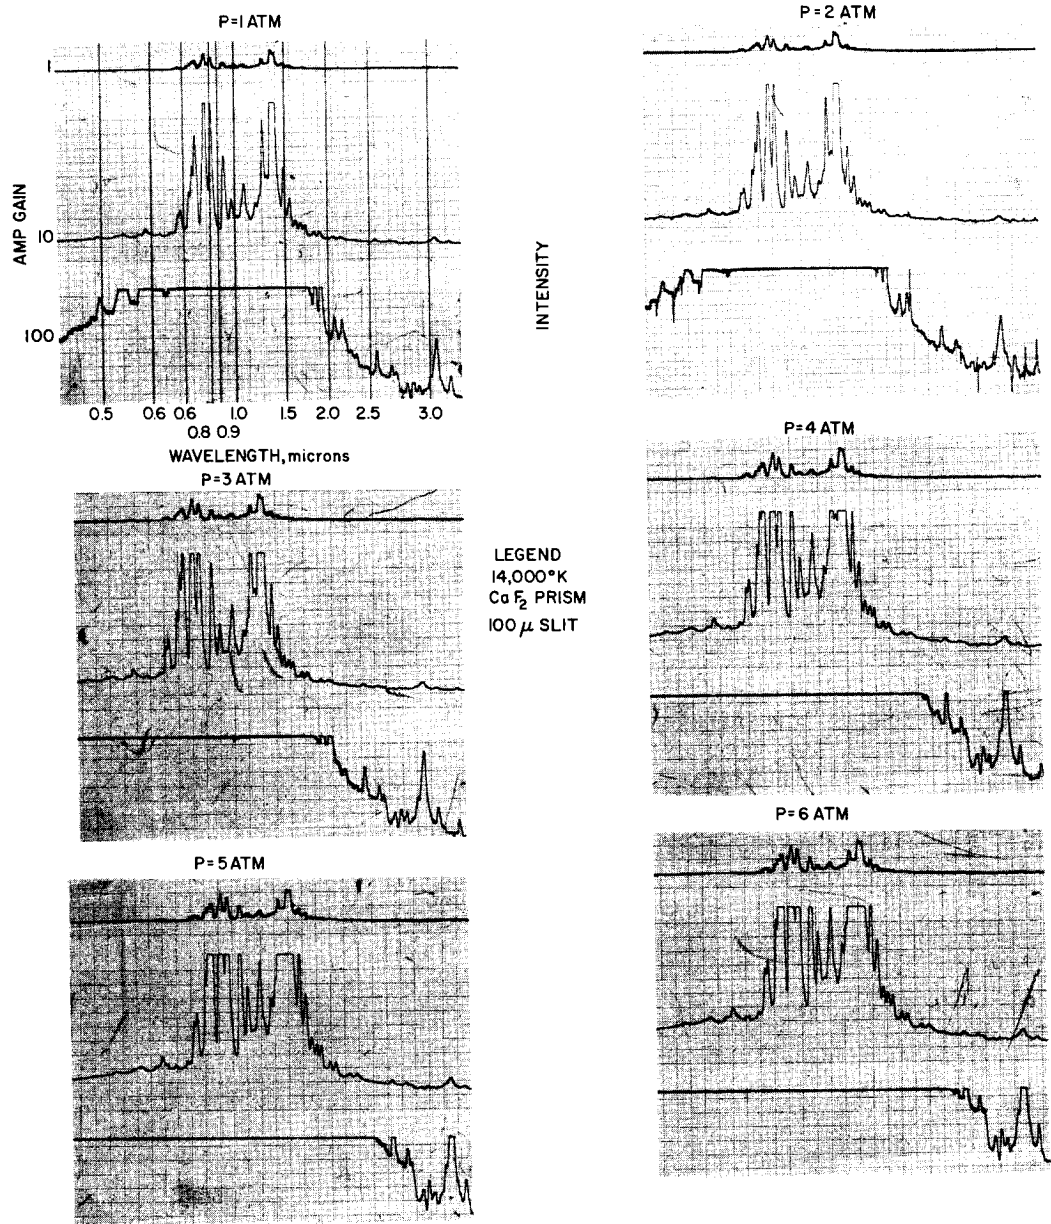 P=1 ATM
P=2 ATM
AMP GAIN
1
10
100
INTENSITY
0.5 0.6 0.6 1.0 1.5 2.0 2.5 3.0
0.8 0.9
WAVELENGTH, microns
P=3 ATM
P=4 ATM
LEGEND
14,000°K
CaF₂ PRISM
100 μ SLIT
P=5 ATM
P=6 ATM